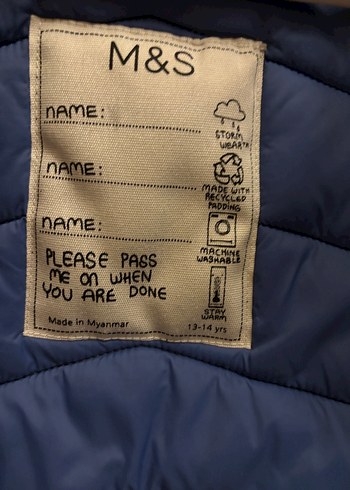 M&S
NAME:
STORM
WEAR™
NAME:
MADE WITH
RECYCLED
PADDING
NAME:
MACHINE
WASHABLE
PLEASE PASS
ME ON WHEN
YOU ARE DONE
STAY
WARM
Made in Myanmar
13-14 yrs